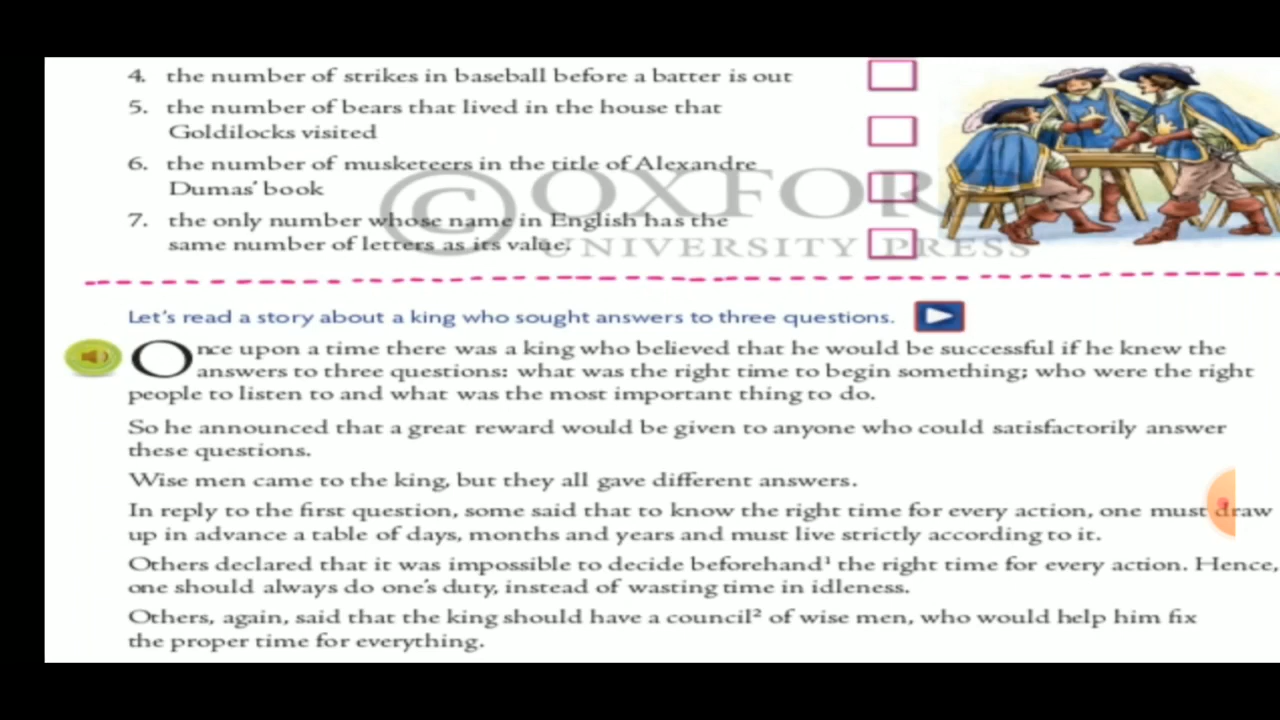 4. the number of strikes in baseball before a batter is out
5. the number of bears that lived in the house that
Goldilocks visited
6. the number of musketeers in the title of Alexandre
Dumas' book
7. the only number whose name in English has the
same number of letters as its value.
© OXFORD
UNIVERSITY PRESS
Let's read a story about a king who sought answers to three questions.
Once upon a time there was a king who believed that he would be successful if he knew the
answers to three questions: what was the right time to begin something; who were the right
people to listen to and what was the most important thing to do.
So he announced that a great reward would be given to anyone who could satisfactorily answer
these questions.
Wise men came to the king, but they all gave different answers.
In reply to the first question, some said that to know the right time for every action, one must draw
up in advance a table of days, months and years and must live strictly according to it.
Others declared that it was impossible to decide beforehand¹ the right time for every action. Hence,
one should always do one's duty, instead of wasting time in idleness.
Others, again, said that the king should have a council² of wise men, who would help him fix
the proper time for everything.